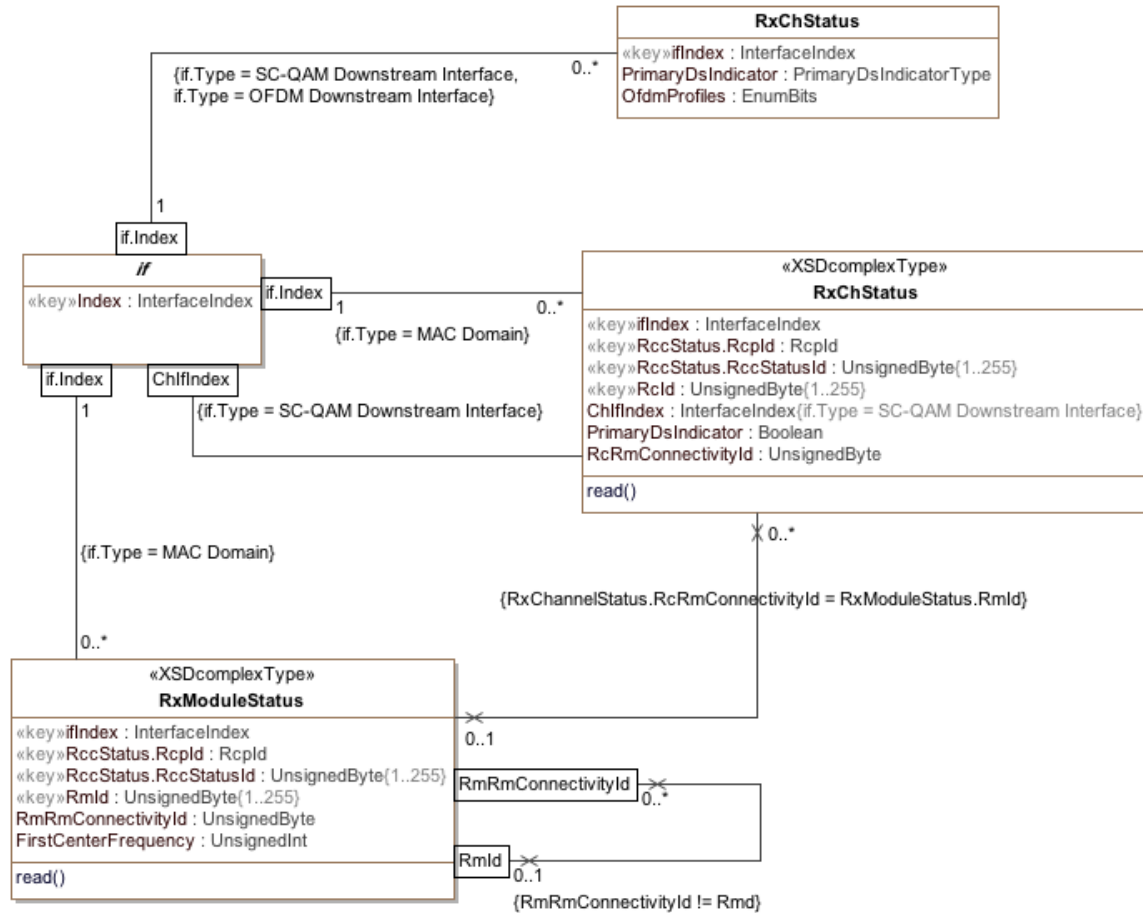 RxChStatus
«key»ifIndex : InterfaceIndex
PrimaryDsIndicator : PrimaryDsIndicatorType
OfdmProfiles : EnumBits
0..*
{if.Type = SC-QAM Downstream Interface,
if.Type = OFDM Downstream Interface}
1
if.Index
if
«key»Index : InterfaceIndex
if.Index
1
0..*
{if.Type = MAC Domain}
if.Index
1
ChIfIndex
{if.Type = SC-QAM Downstream Interface}
«XSDcomplexType»
RxChStatus
«key»ifIndex : InterfaceIndex
«key»RccStatus.RcpId : RcpId
«key»RccStatus.RccStatusId : UnsignedByte{1..255}
«key»RcId : UnsignedByte{1..255}
ChIfIndex : InterfaceIndex{if.Type = SC-QAM Downstream Interface}
PrimaryDsIndicator : Boolean
RcRmConnectivityId : UnsignedByte
read()
0..*
{if.Type = MAC Domain}
{RxChannelStatus.RcRmConnectivityId = RxModuleStatus.RmId}
0..*
«XSDcomplexType»
RxModuleStatus
«key»ifIndex : InterfaceIndex
«key»RccStatus.RcpId : RcpId
«key»RccStatus.RccStatusId : UnsignedByte{1..255}
«key»RmId : UnsignedByte{1..255}
RmRmConnectivityId : UnsignedByte
FirstCenterFrequency : UnsignedInt
read()
0..1
RmRmConnectivityId
0..*
RmId
0..1
{RmRmConnectivityId != Rmd}